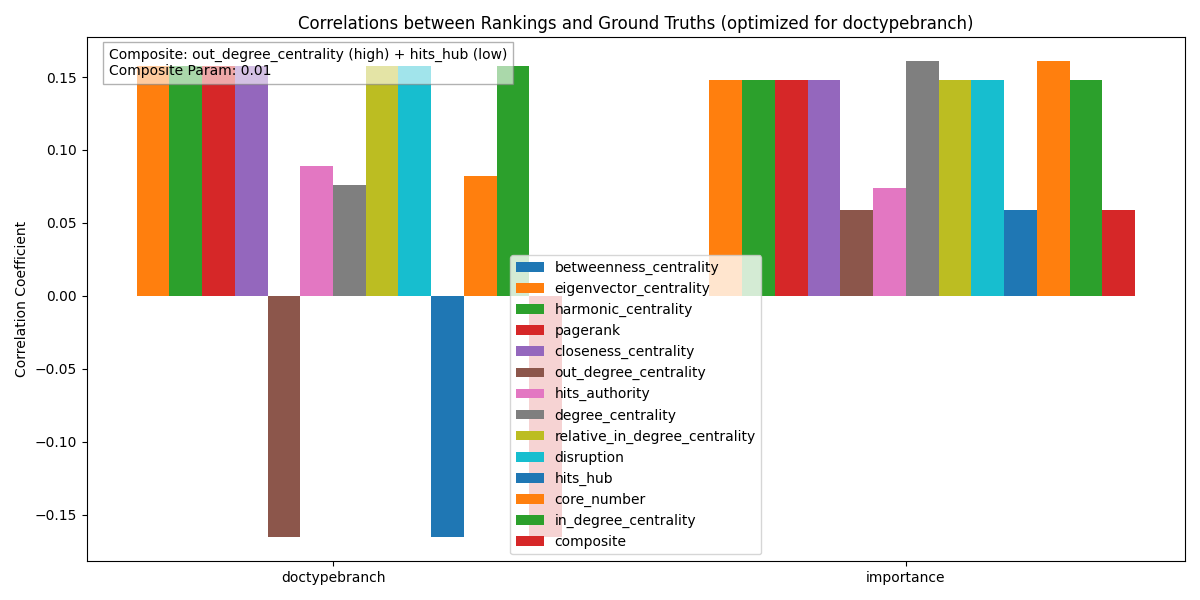 Correlations between Rankings and Ground Truths (optimized for doctypebranch)
Composite: out_degree_centrality (high) + hits_hub (low)
Composite Param: 0.01
Correlation Coefficient
0.15
0.10
0.05
0.00
−0.05
−0.10
−0.15
betweenness_centrality
eigenvector_centrality
harmonic_centrality
pagerank
closeness_centrality
out_degree_centrality
hits_authority
degree_centrality
relative_in_degree_centrality
disruption
hits_hub
core_number
in_degree_centrality
composite
doctypebranch
importance